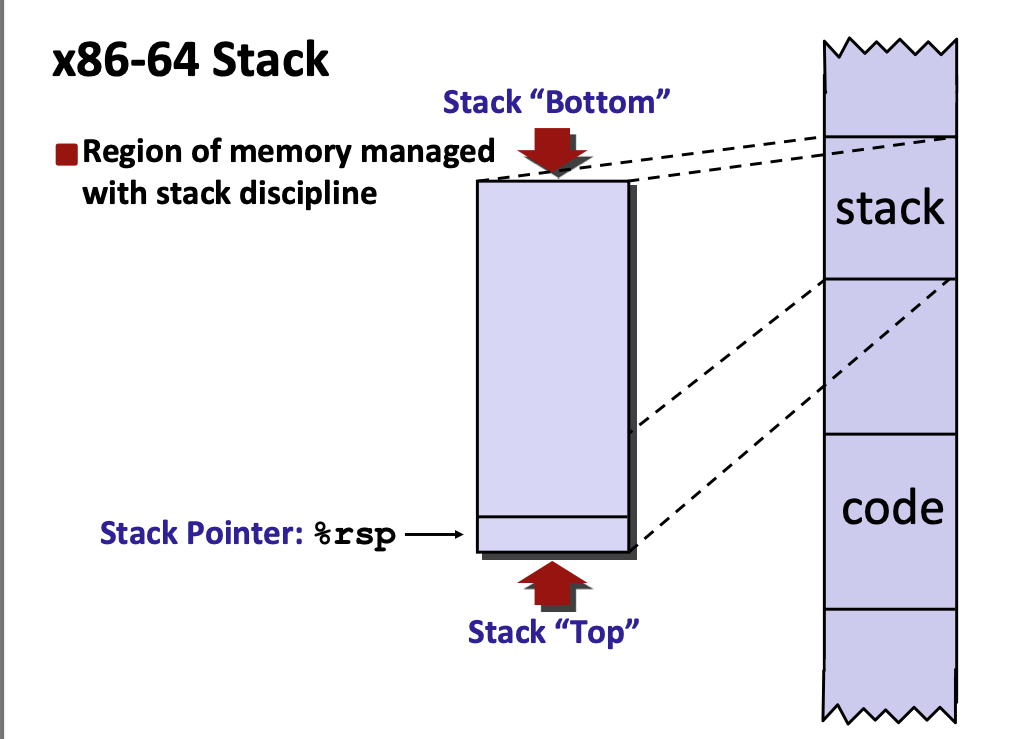 x86-64 Stack
Stack “Bottom”
Region of memory managed
with stack discipline
stack
code
Stack Pointer: %rsp
Stack “Top”